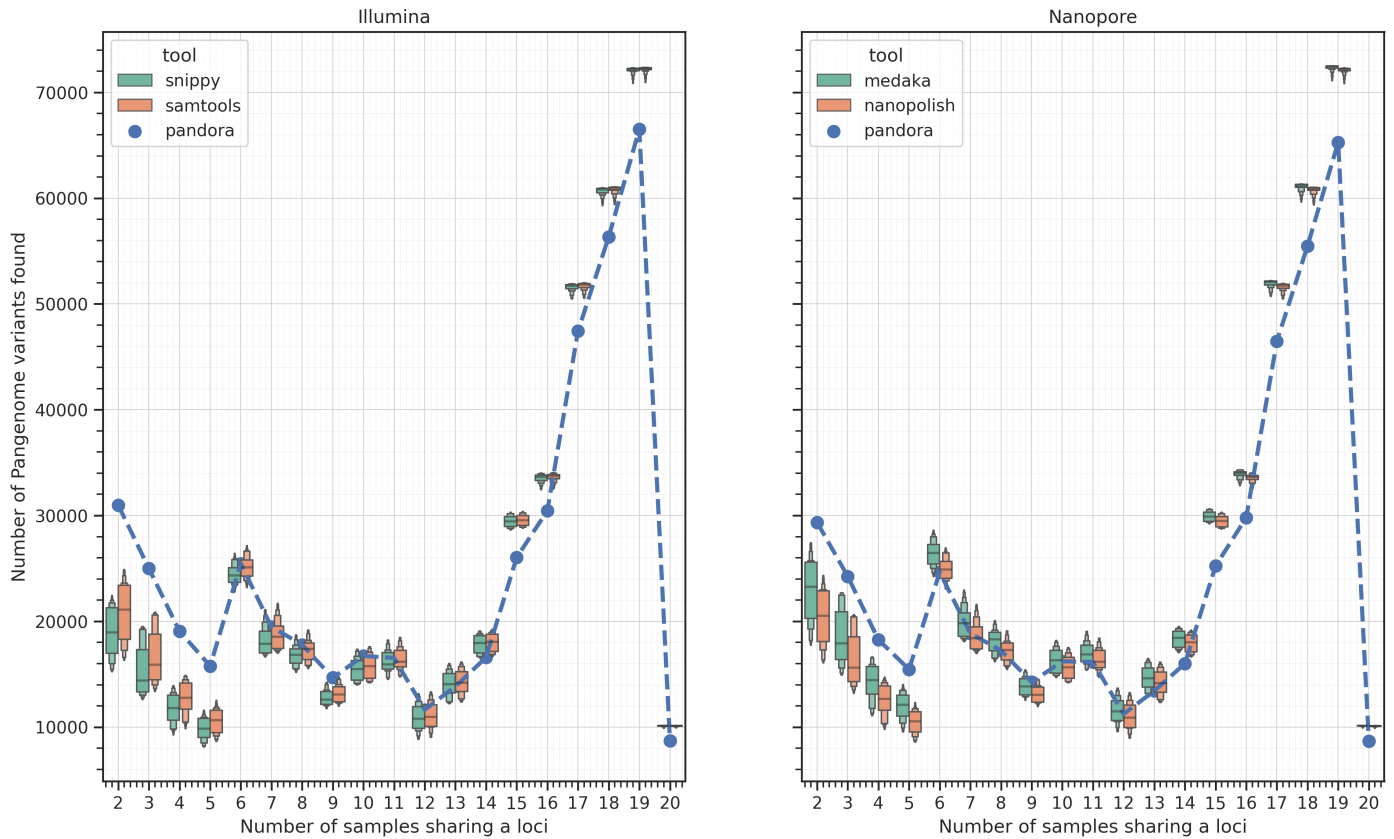 Illumina
Nanopore
tool
snippy
samtools
pandora
tool
medaka
nanopolish
pandora
Number of Pangenome variants found
70000
60000
50000
40000
30000
20000
10000
2 3 4 5 6 7 8 9 10 11 12 13 14 15 16 17 18 19 20
2 3 4 5 6 7 8 9 10 11 12 13 14 15 16 17 18 19 20
Number of samples sharing a loci
Number of samples sharing a loci